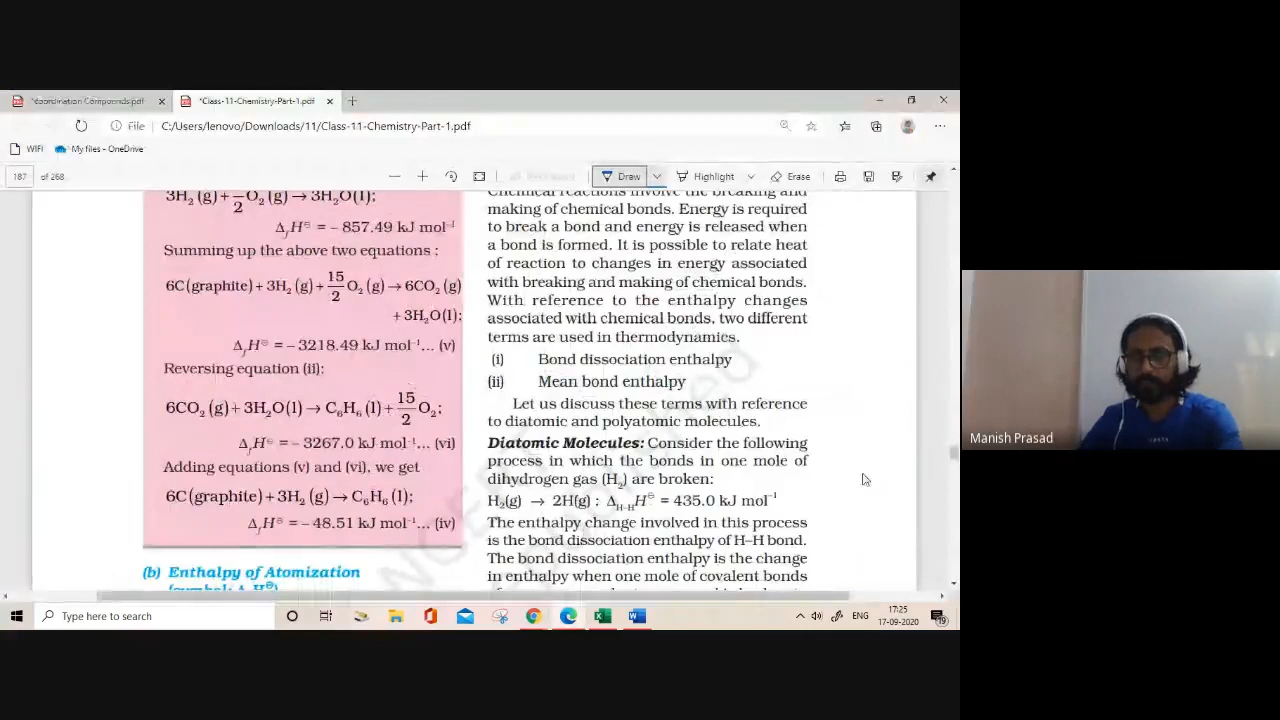 Coordination Compounds.pdf
*Class-11-Chemistry-Part-1.pdf
File
C:/Users/lenovo/Downloads/11/Class-11-Chemistry-Part-1.pdf
WIFI
My files - OneDrive
187
of 268
Draw
Highlight
Erase
3H₂(g)+ /2 O₂(g) → 3H₂O(l);
Δ𝑓H⊖ = – 857.49 kJ mol⁻¹
Summing up the above two equations :
6C(graphite)+3H₂(g)+15/2 O₂(g) → 6CO₂(g)
+3H₂O(l);
Δ𝑓H⊖ = – 3218.49 kJ mol⁻¹... (v)
Reversing equation (ii);
6CO₂(g)+3H₂O(l) → C₆H₆(l)+15/2 O₂;
Δ𝑓H⊖ = – 3267.0 kJ mol⁻¹... (vi)
Adding equations (v) and (vi), we get
6C(graphite)+3H₂(g) → C₆H₆(l);
Δ𝑓H⊖ = – 48.51 kJ mol⁻¹... (iv)
(b) Enthalpy of Atomization
(symbol: ΔₐH⊖)
Chemical reactions involve the breaking and
making of chemical bonds. Energy is required
to break a bond and energy is released when
a bond is formed. It is possible to relate heat
of reaction to changes in energy associated
with breaking and making of chemical bonds.
With reference to the enthalpy changes
associated with chemical bonds, two different
terms are used in thermodynamics.
(i) Bond dissociation enthalpy
(ii) Mean bond enthalpy
Let us discuss these terms with reference
to diatomic and polyatomic molecules.
Diatomic Molecules: Consider the following
process in which the bonds in one mole of
dihydrogen gas (H₂) are broken:
H₂(g) → 2H(g) ; Δ_H–H H⊖ = 435.0 kJ mol⁻¹
The enthalpy change involved in this process
is the bond dissociation enthalpy of H–H bond.
The bond dissociation enthalpy is the change
in enthalpy when one mole of covalent bonds
Manish Prasad
Type here to search
ENG
17:25
17-09-2020
19